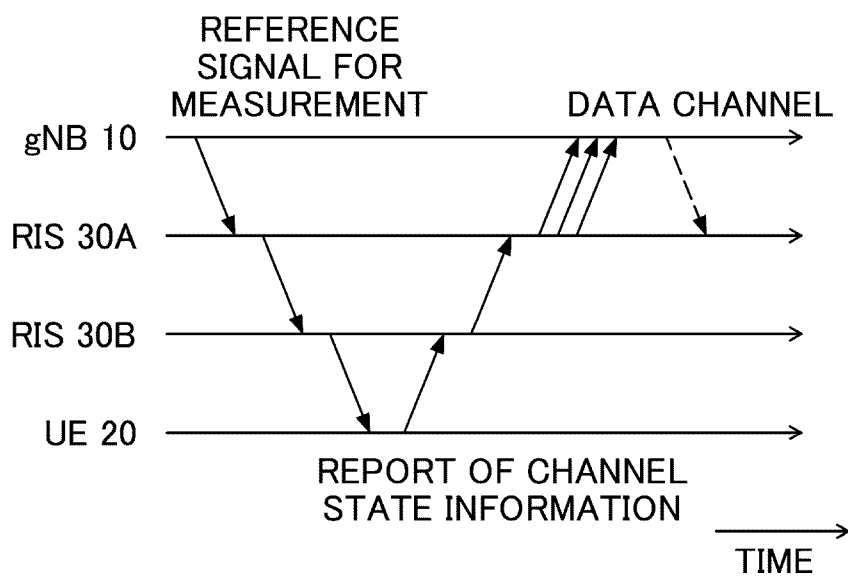 REFERENCE
SIGNAL FOR
MEASUREMENT
DATA CHANNEL
gNB 10
RIS 30A
RIS 30B
UE 20
REPORT OF CHANNEL
STATE INFORMATION
TIME